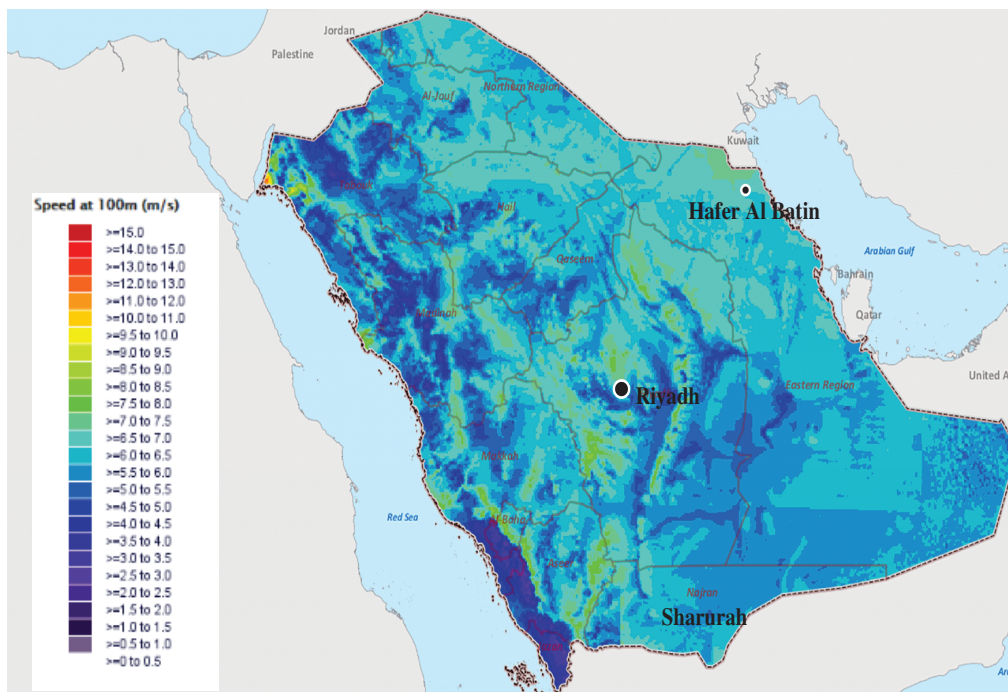 Jordan
Palestine
Al-Jauf
Northern Region
Kuwait
Tabouk
Hail
Hafer Al Batin
Speed at 100m (m/s)
>=15.0
>=14.0 to 15.0
>=13.0 to 14.0
>=12.0 to 13.0
>=11.0 to 12.0
>=10.0 to 11.0
>=9.5 to 10.0
>=9.0 to 9.5
>=8.5 to 9.0
>=8.0 to 8.5
>=7.5 to 8.0
>=7.0 to 7.5
>=6.5 to 7.0
>=6.0 to 6.5
>=5.5 to 6.0
>=5.0 to 5.5
>=4.5 to 5.0
>=4.0 to 4.5
>=3.5 to 4.0
>=3.0 to 3.5
>=2.5 to 3.0
>=2.0 to 2.5
>=1.5 to 2.0
>=1.0 to 1.5
>=0.5 to 1.0
>=0 to 0.5
Arabian Gulf
Qaseem
Bahrain
Madinah
Qatar
United A
Eastern Region
Riyadh
Makkah
Red Sea
Al-Baha
Aseer
Najran
Sharurah